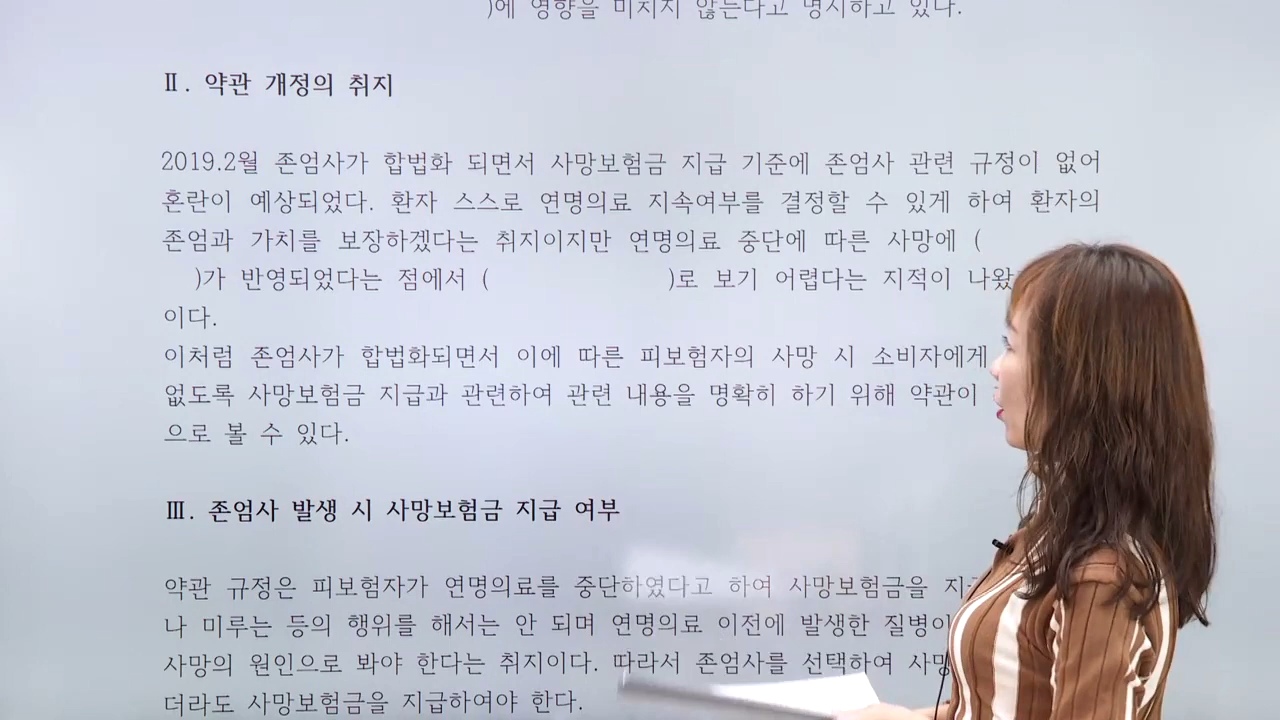 )에 영향을 미치지 않는다고 명시하고 있다.
Ⅱ. 약관 개정의 취지
2019.2월 존엄사가 합법화 되면서 사망보험금 지급 기준에 존엄사 관련 규정이 없어
혼란이 예상되었다. 환자 스스로 연명의료 지속여부를 결정할 수 있게 하여 환자의
존엄과 가치를 보장하겠다는 취지이지만 연명의료 중단에 따른 사망에 (
)가 반영되었다는 점에서 ( )로 보기 어렵다는 지적이
이다.
이처럼 존엄사가 합법화되면서 이에 따른 피보험자의 사망 시 소비자에게
없도록 사망보험금 지급과 관련하여 관련 내용을 명확히 하기 위해 약관이
으로 볼 수 있다.
Ⅲ. 존엄사 발생 시 사망보험금 지급 여부
약관 규정은 피보험자가 연명의료를 중단하였다고 하여 사망보험금을
나 미루는 등의 행위를 해서는 안 되며 연명의료 이전에 발생한
사망의 원인으로 봐야 한다는 취지이다. 따라서 존엄사를 선택하여
더라도 사망보험금을 지급하여야 한다.